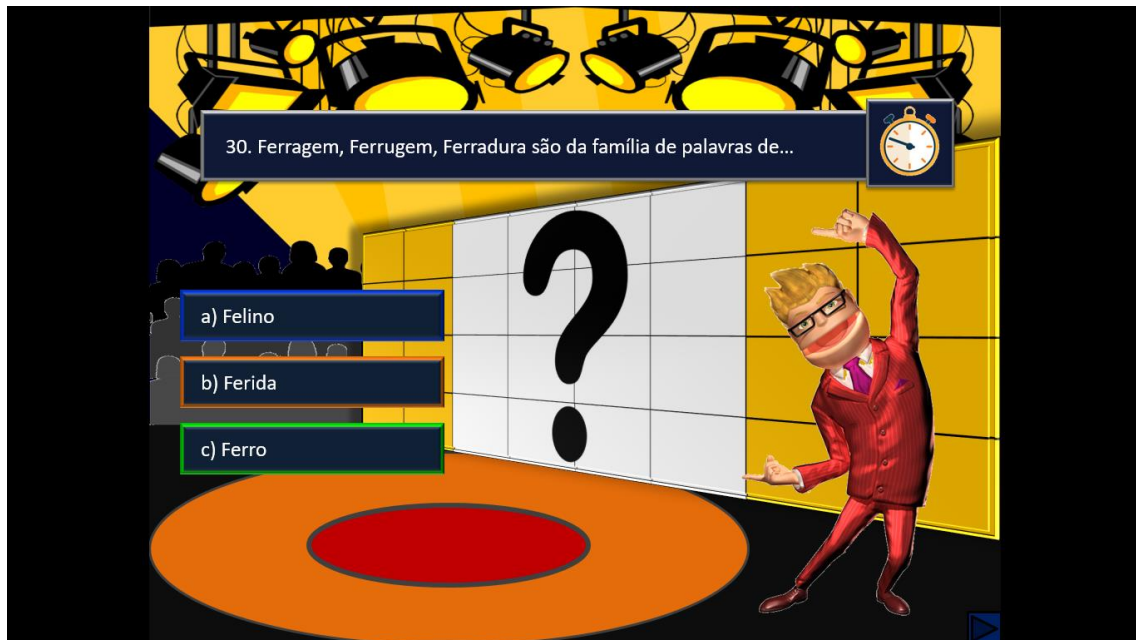 30. Ferragem, Ferrugem, Ferradura são da família de palavras de...
a) Felino
b) Ferida
c) Ferro